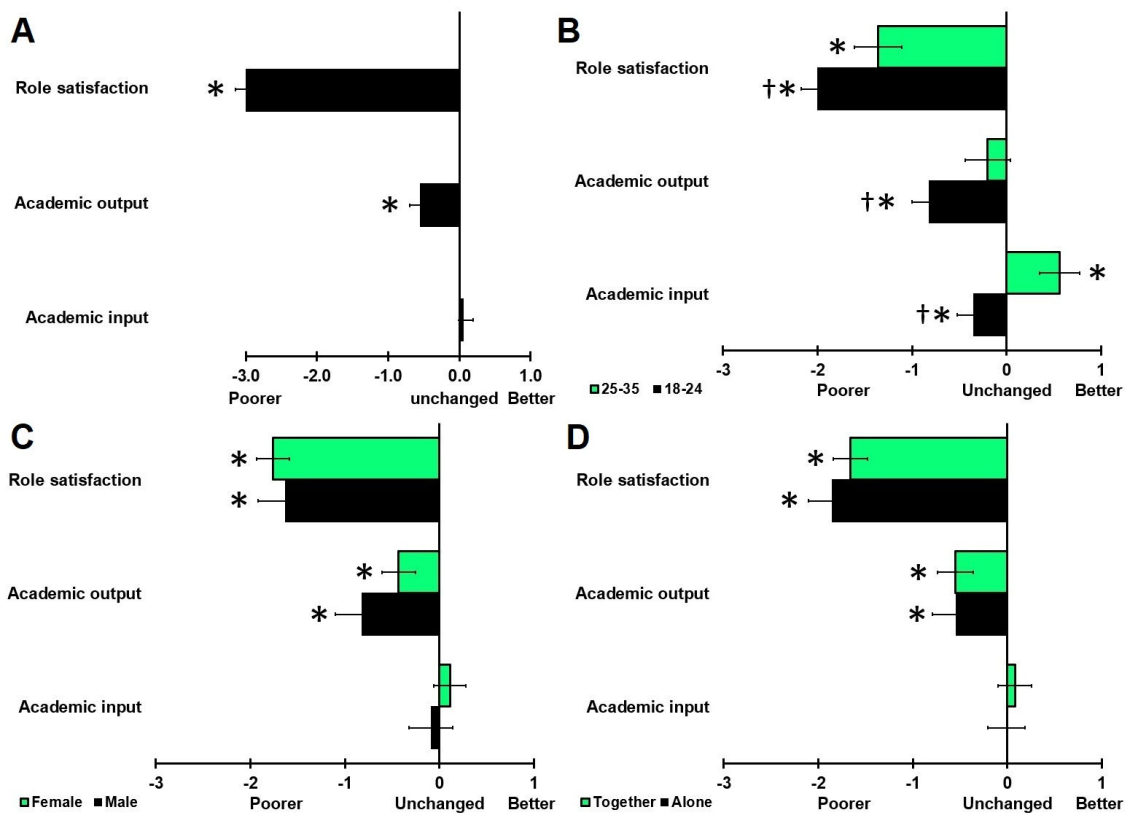 A
Role satisfaction
*
Academic output
*
Academic input
-3.0 -2.0 -1.0 0.0 1.0
Poorer unchanged Better
B
Role satisfaction
*
†*
Academic output
†*
Academic input
*
†*
-3 -2 -1 0 1
25-35 18-24 Poorer Unchanged Better
C
Role satisfaction
*
*
Academic output
*
*
Academic input
-3 -2 -1 0 1
Female Male Poorer Unchanged Better
D
Role satisfaction
*
*
Academic output
*
*
Academic input
-3 -2 -1 0 1
Together Alone Poorer Unchanged Better